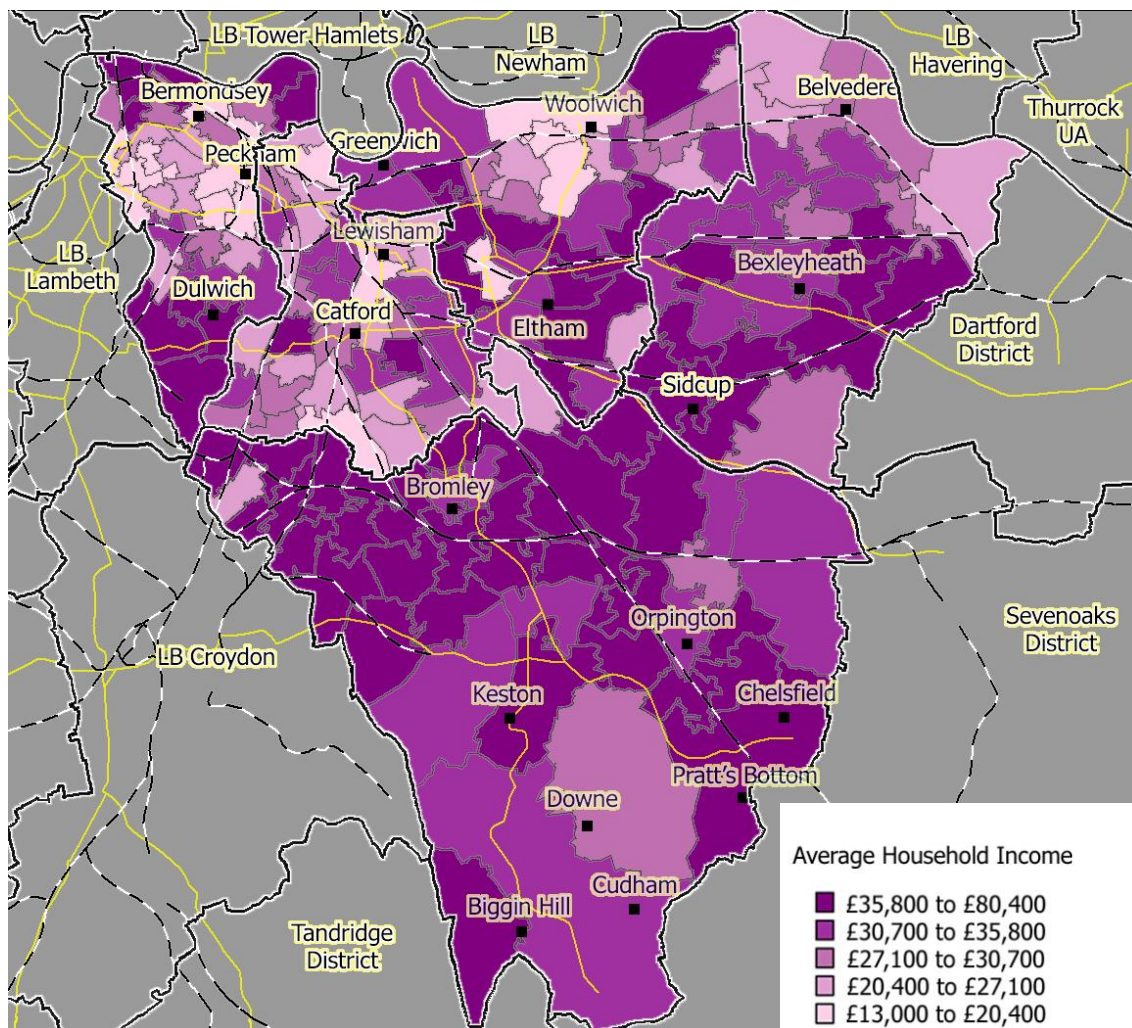 LB Tower Hamlets
LB
Newham
LB
Havering
Thurrock
UA
Bermondsey
Woolwich
Belvedere
Peckham
Greenwich
LB
Lambeth
Lewisham
Dulwich
Catford
Eltham
Bexleyheath
Dartford
District
Sidcup
Bromley
LB Croydon
Orpington
Sevenoaks
District
Keston
Chelsfield
Pratt's Bottom
Downe
Cudham
Biggin Hill
Tandridge
District
Average Household Income
£35,800 to £80,400
£30,700 to £35,800
£27,100 to £30,700
£20,400 to £27,100
£13,000 to £20,400